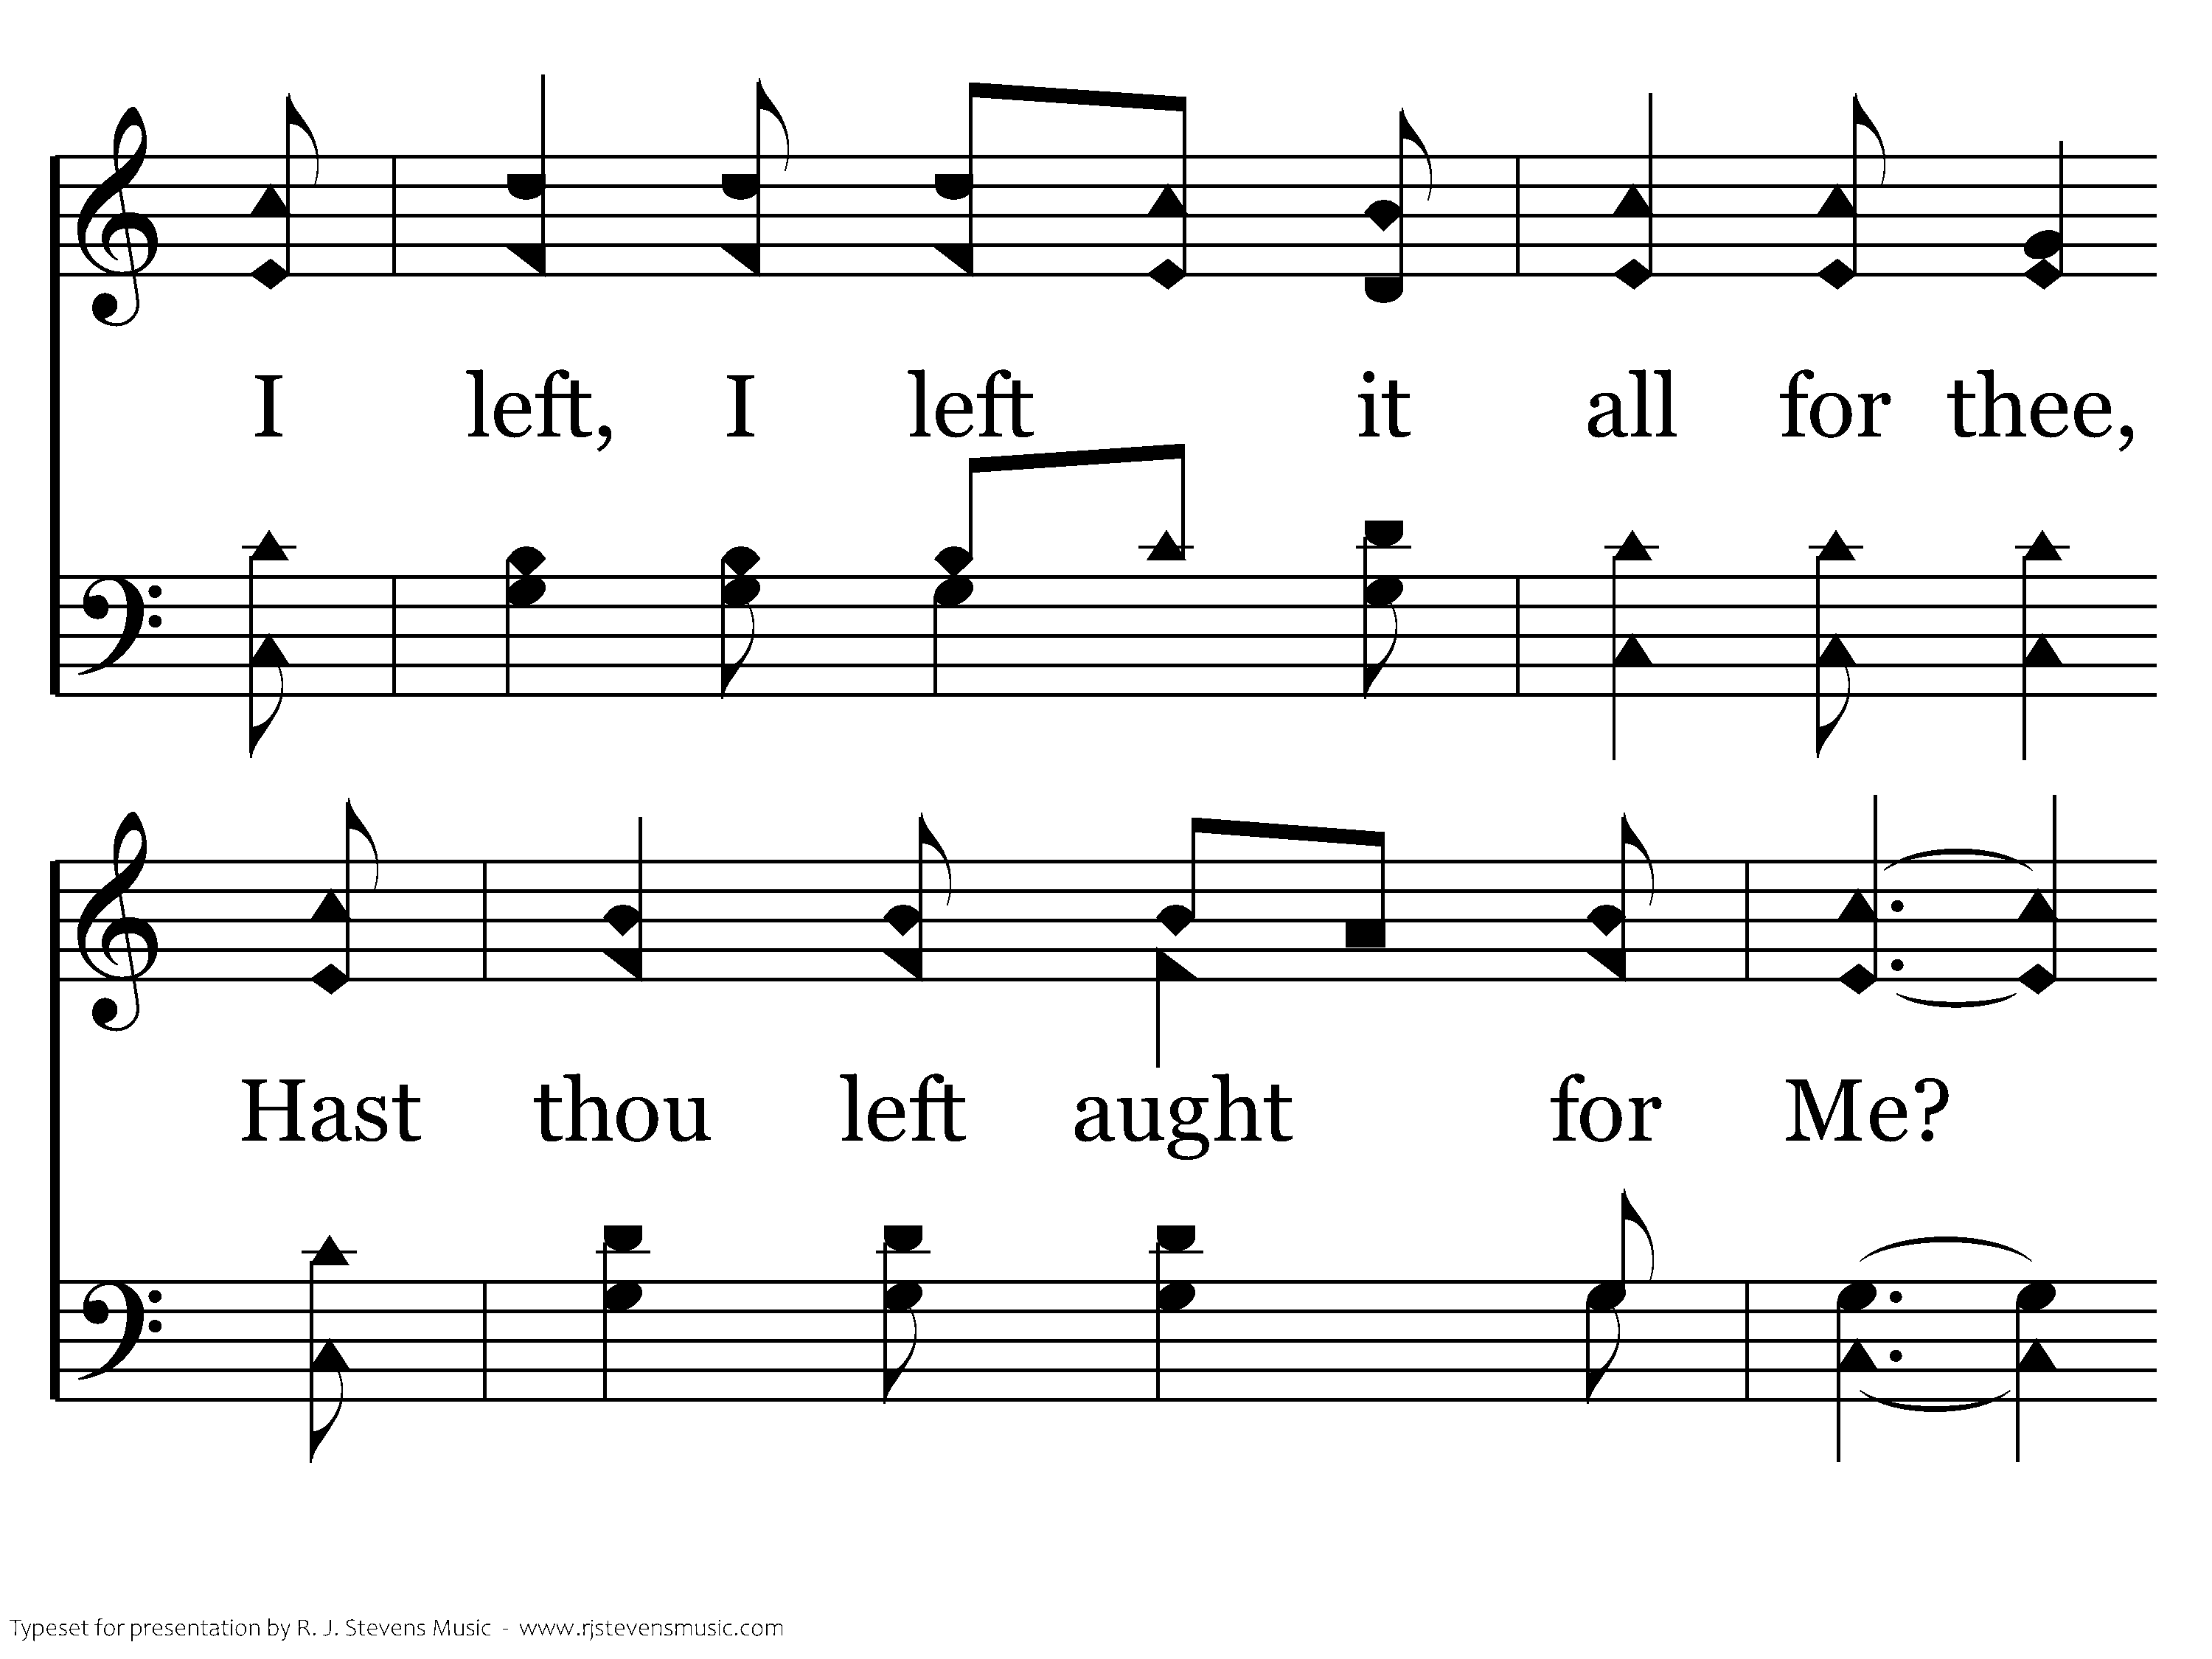 I left, I left it all for thee,
Hast thou left aught for Me?
Typeset for presentation by R. J. Stevens Music - www.rjstevensmusic.com